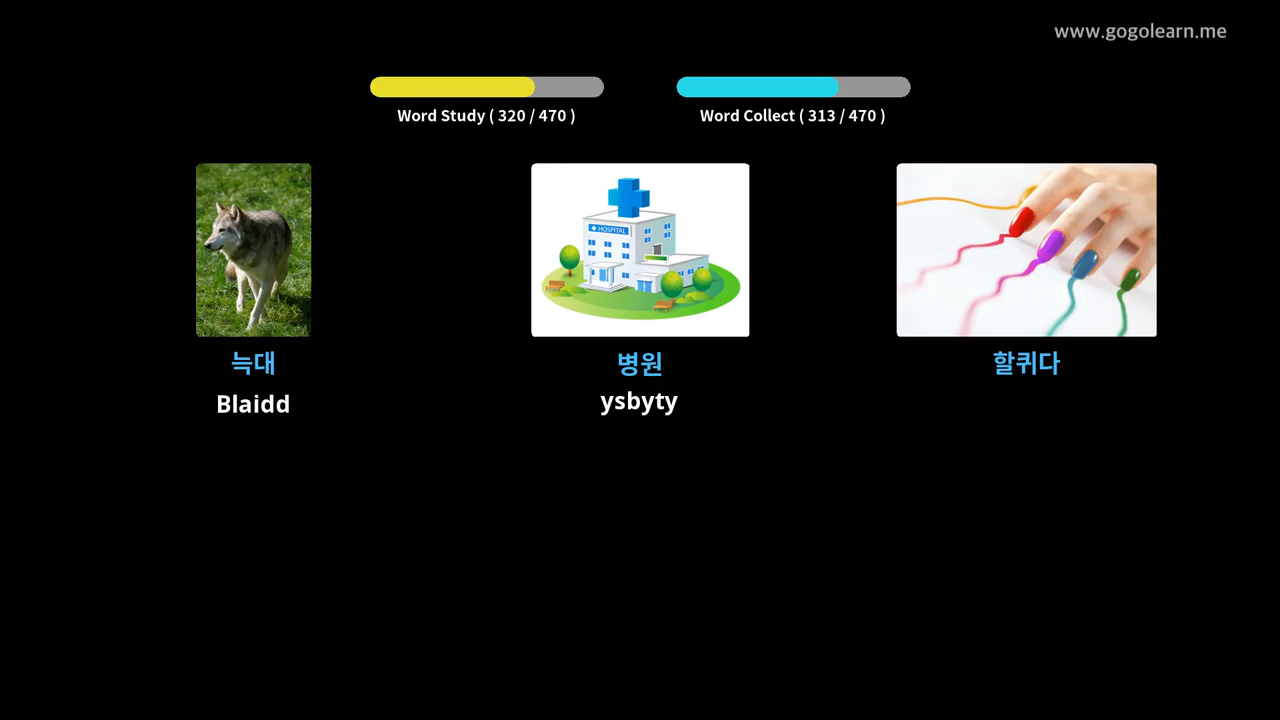 www.gogolearn.me
Word Study ( 320 / 470 )
Word Collect ( 313 / 470 )
HOSPITAL
늑대
병원
할퀴다
Blaidd
ysbyty